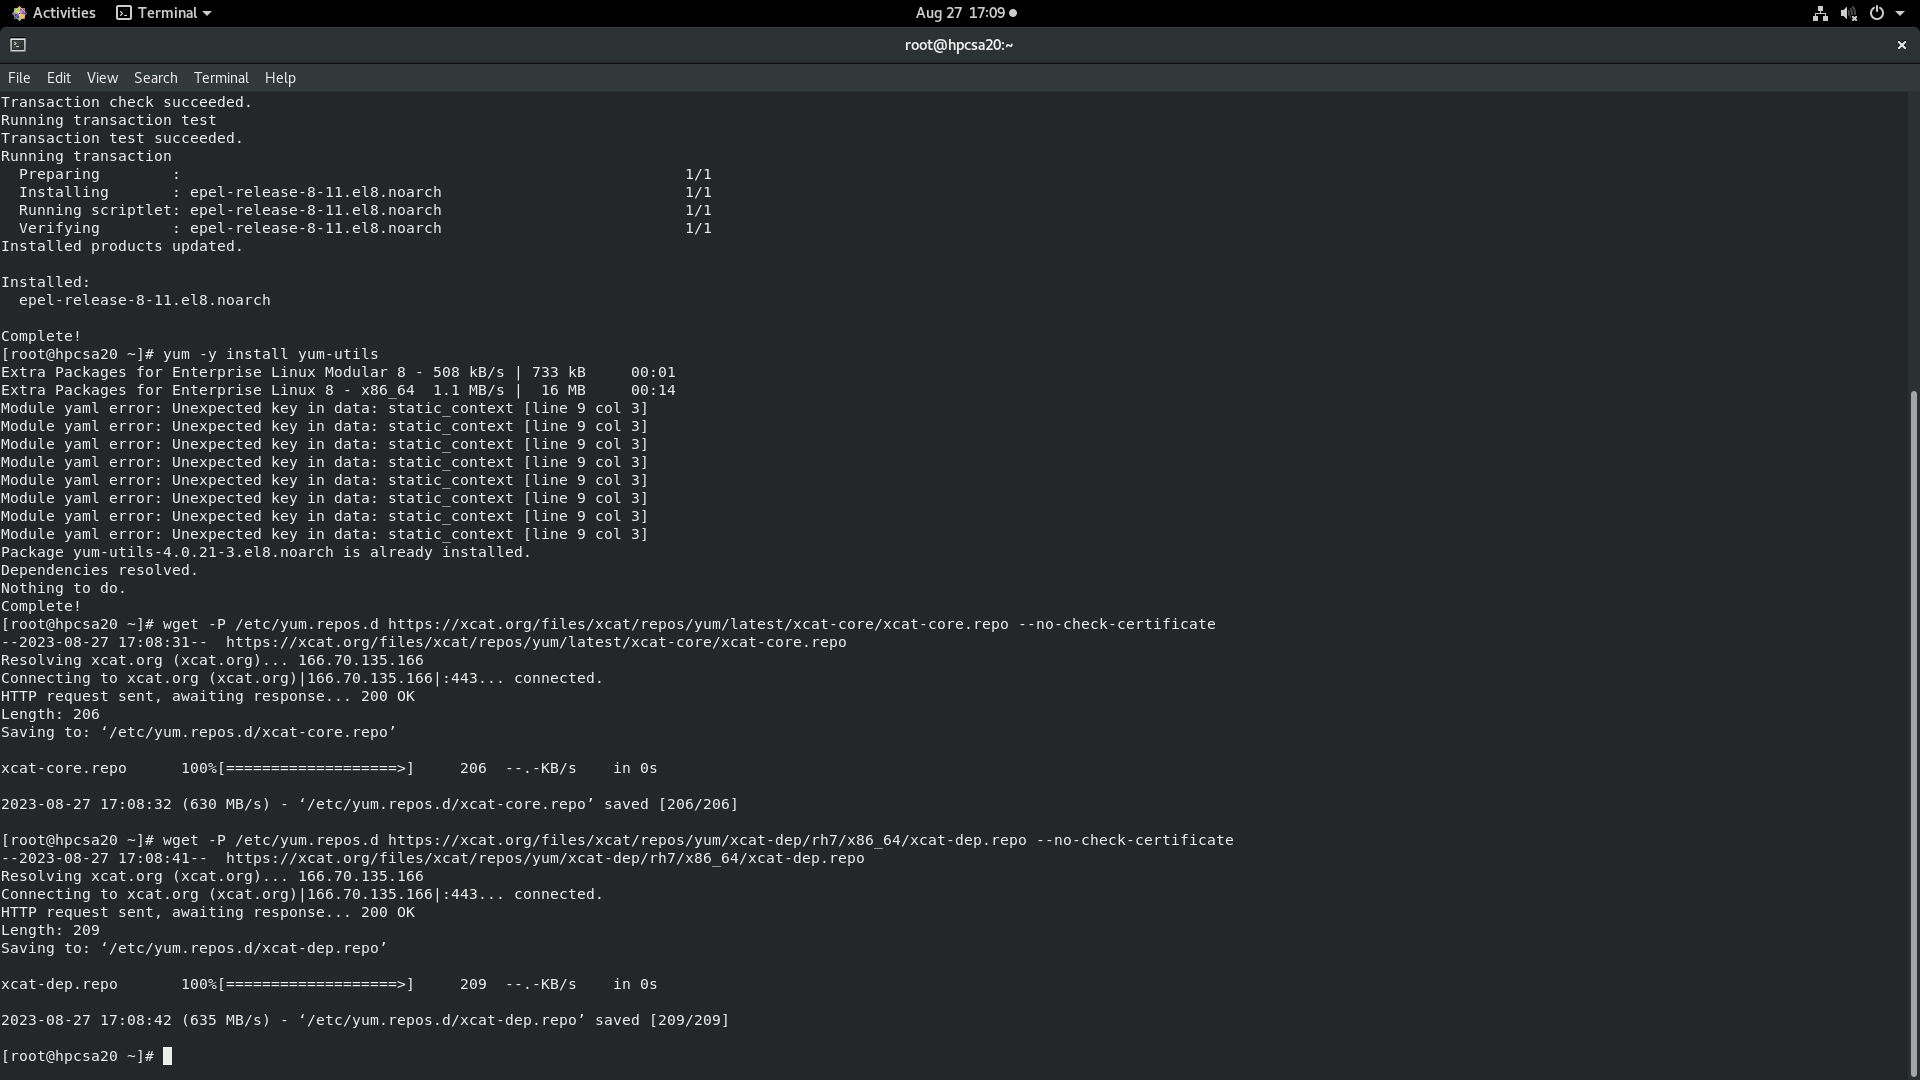 Activities Terminal Aug 27 17:09
root@hpcsa20:~
File Edit View Search Terminal Help
Transaction check succeeded.
Running transaction test
Transaction test succeeded.
Running transaction
  Preparing        :                                                        1/1
  Installing       : epel-release-8-11.el8.noarch                           1/1
  Running scriptlet: epel-release-8-11.el8.noarch                           1/1
  Verifying        : epel-release-8-11.el8.noarch                           1/1
Installed products updated.

Installed:
  epel-release-8-11.el8.noarch

Complete!
[root@hpcsa20 ~]# yum -y install yum-utils
Extra Packages for Enterprise Linux Modular 8 - 508 kB/s | 733 kB     00:01
Extra Packages for Enterprise Linux 8 - x86_64  1.1 MB/s |  16 MB     00:14
Module yaml error: Unexpected key in data: static_context [line 9 col 3]
Module yaml error: Unexpected key in data: static_context [line 9 col 3]
Module yaml error: Unexpected key in data: static_context [line 9 col 3]
Module yaml error: Unexpected key in data: static_context [line 9 col 3]
Module yaml error: Unexpected key in data: static_context [line 9 col 3]
Module yaml error: Unexpected key in data: static_context [line 9 col 3]
Module yaml error: Unexpected key in data: static_context [line 9 col 3]
Module yaml error: Unexpected key in data: static_context [line 9 col 3]
Package yum-utils-4.0.21-3.el8.noarch is already installed.
Dependencies resolved.
Nothing to do.
Complete!
[root@hpcsa20 ~]# wget -P /etc/yum.repos.d https://xcat.org/files/xcat/repos/yum/latest/xcat-core/xcat-core.repo --no-check-certificate
--2023-08-27 17:08:31--  https://xcat.org/files/xcat/repos/yum/latest/xcat-core/xcat-core.repo
Resolving xcat.org (xcat.org)... 166.70.135.166
Connecting to xcat.org (xcat.org)|166.70.135.166|:443... connected.
HTTP request sent, awaiting response... 200 OK
Length: 206
Saving to: ‘/etc/yum.repos.d/xcat-core.repo’

xcat-core.repo      100%[===================>]     206  --.-KB/s    in 0s

2023-08-27 17:08:32 (630 MB/s) - ‘/etc/yum.repos.d/xcat-core.repo’ saved [206/206]

[root@hpcsa20 ~]# wget -P /etc/yum.repos.d https://xcat.org/files/xcat/repos/yum/xcat-dep/rh7/x86_64/xcat-dep.repo --no-check-certificate
--2023-08-27 17:08:41--  https://xcat.org/files/xcat/repos/yum/xcat-dep/rh7/x86_64/xcat-dep.repo
Resolving xcat.org (xcat.org)... 166.70.135.166
Connecting to xcat.org (xcat.org)|166.70.135.166|:443... connected.
HTTP request sent, awaiting response... 200 OK
Length: 209
Saving to: ‘/etc/yum.repos.d/xcat-dep.repo’

xcat-dep.repo       100%[===================>]     209  --.-KB/s    in 0s

2023-08-27 17:08:42 (635 MB/s) - ‘/etc/yum.repos.d/xcat-dep.repo’ saved [209/209]

[root@hpcsa20 ~]#